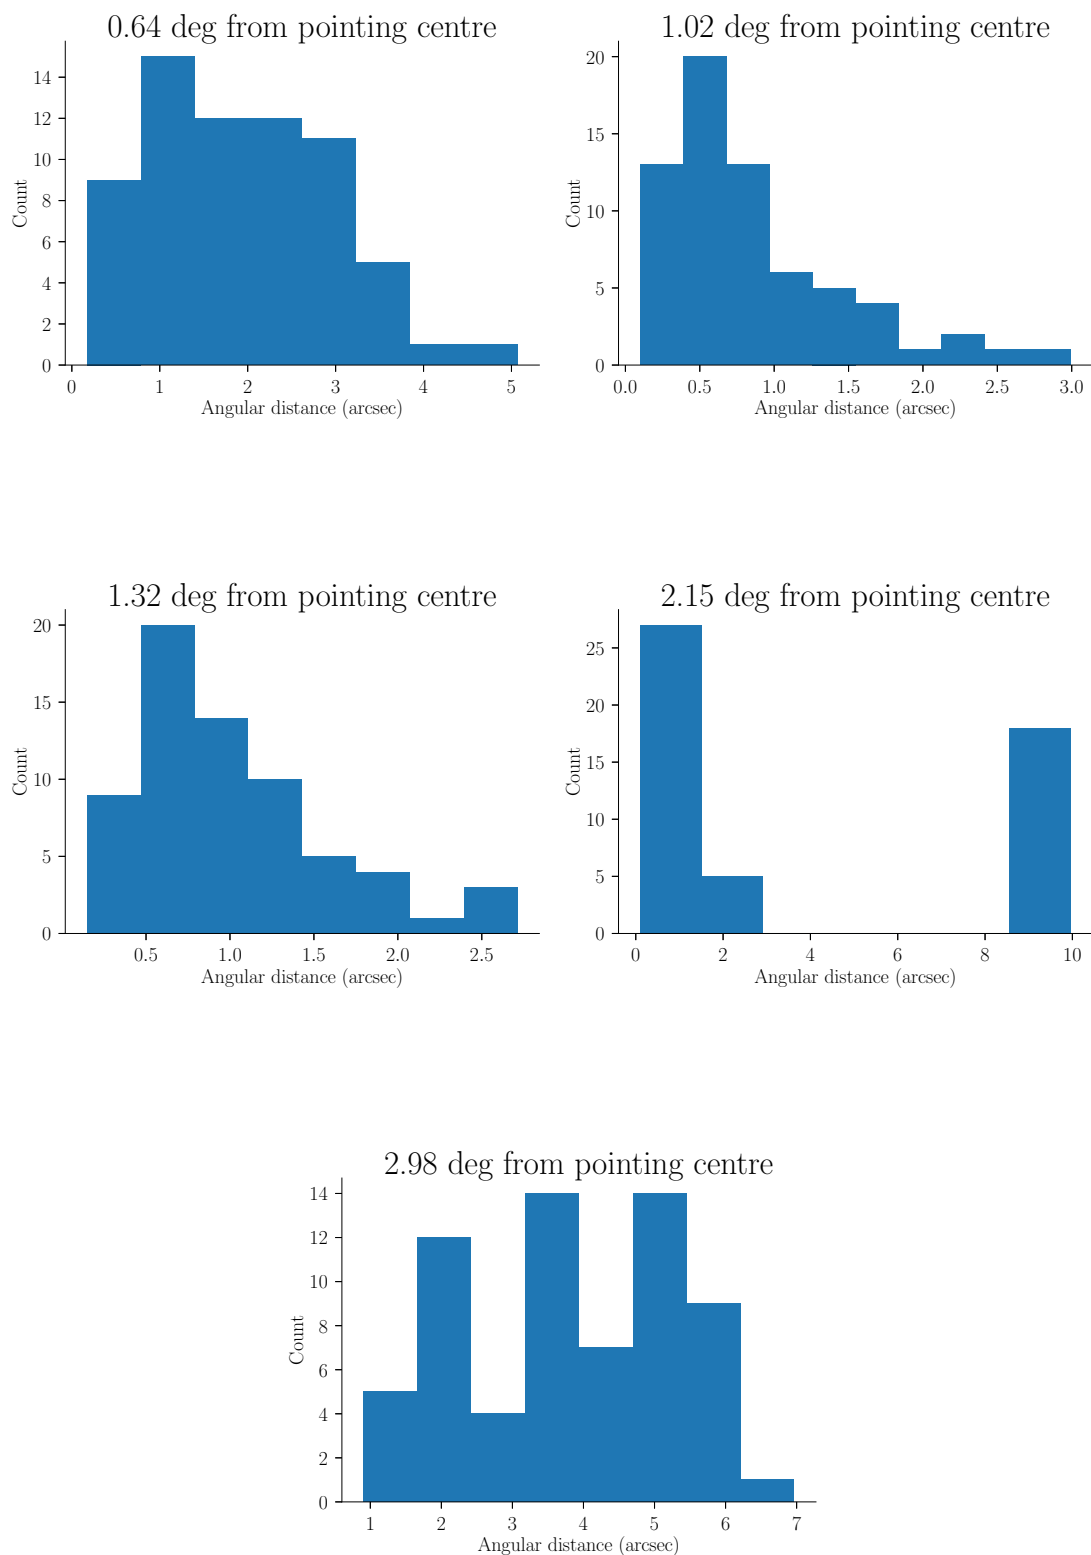 0.64 deg from pointing centre
14
12
10
8
6
4
2
0
Count
0 1 2 3 4 5
Angular distance (arcsec)
1.02 deg from pointing centre
20
15
10
5
0
Count
0.0 0.5 1.0 1.5 2.0 2.5 3.0
Angular distance (arcsec)
1.32 deg from pointing centre
20
15
10
5
0
Count
0.5 1.0 1.5 2.0 2.5
Angular distance (arcsec)
2.15 deg from pointing centre
25
20
15
10
5
0
Count
0 2 4 6 8 10
Angular distance (arcsec)
2.98 deg from pointing centre
14
12
10
8
6
4
2
0
Count
1 2 3 4 5 6 7
Angular distance (arcsec)